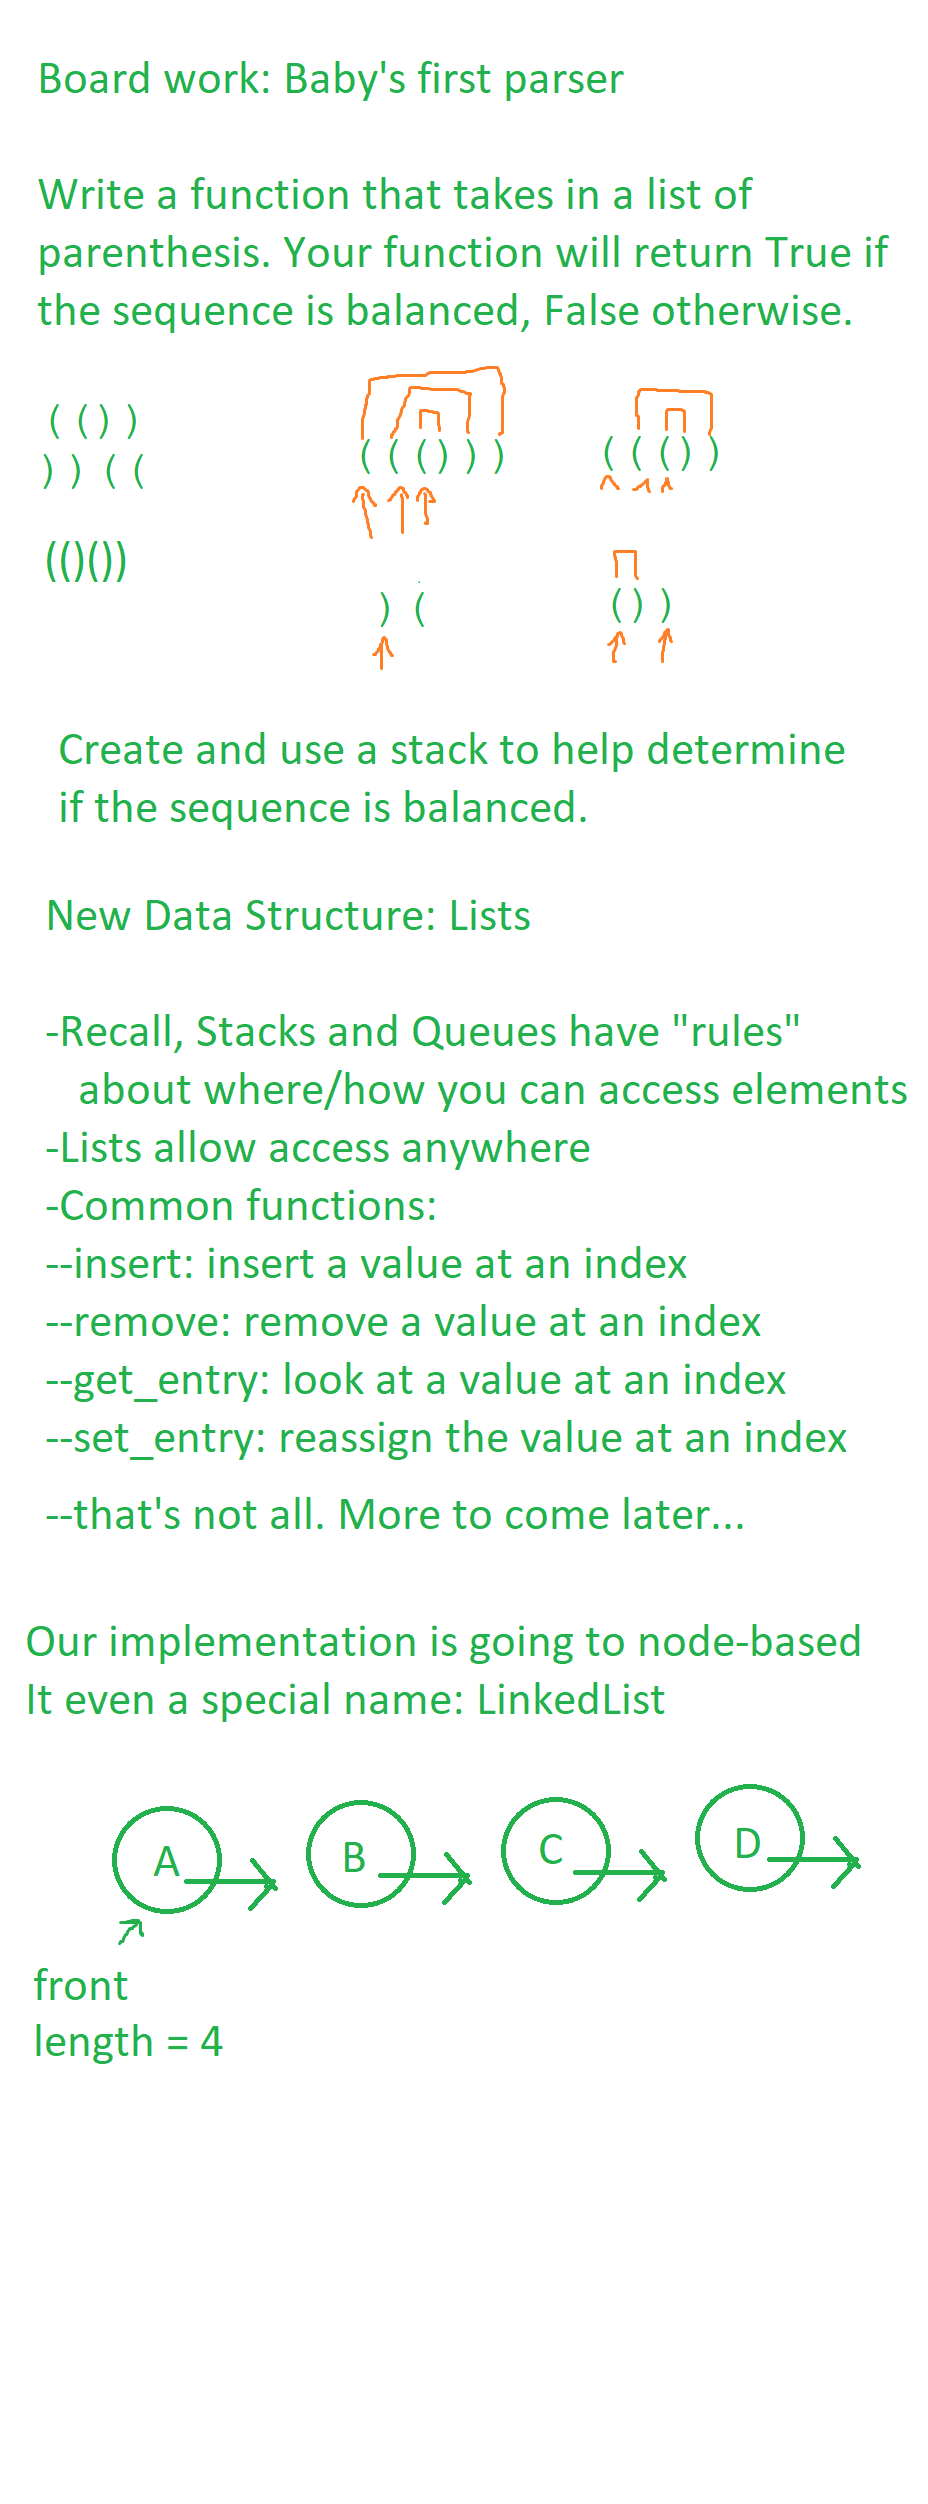 Board work: Baby's first parser
Write a function that takes in a list of
parenthesis. Your function will return True if
the sequence is balanced, False otherwise.
( ( ) )
) ) ( (
(()())
( ( ( ) ) )
( ( ( ) )
) (
( ) )
Create and use a stack to help determine
if the sequence is balanced.
New Data Structure: Lists
-Recall, Stacks and Queues have "rules"
about where/how you can access elements
-Lists allow access anywhere
-Common functions:
--insert: insert a value at an index
--remove: remove a value at an index
--get_entry: look at a value at an index
--set_entry: reassign the value at an index
--that's not all. More to come later...
Our implementation is going to node-based
It even a special name: LinkedList
A B C D
front
length = 4